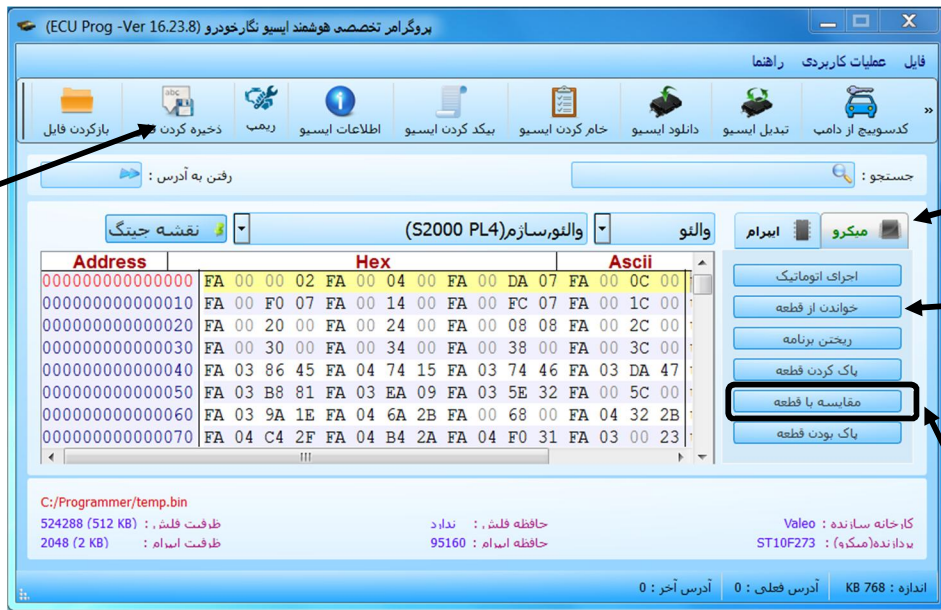 پروگرامر تخصصی هوشمند ایسیو نگار خودرو (ECU Prog -Ver 16.23.8)
فایل عملیات کاربردی راهنما
کدسوییچ از دامپ
تبدیل ایسیو
دانلود ایسیو
خام کردن ایسیو
بیکد کردن ایسیو
اطلاعات ایسیو
ریمپ
ذخیره کردن
بازکردن فایل
جستجو :
رفتن به آدرس :
میکرو
ایپرام
والئو
والئو,ساژم(S2000 PL4)
نقشه جیتگ
Address Hex Ascii
0000000000000000 FA 00 00 02 FA 00 04 00 FA 00 DA 07 FA 00 0C 00
0000000000000010 FA 00 F0 07 FA 00 14 00 FA 00 FC 07 FA 00 1C 00
0000000000000020 FA 00 20 00 FA 00 24 00 FA 00 08 08 FA 00 2C 00
0000000000000030 FA 00 30 00 FA 00 34 00 FA 00 38 00 FA 00 3C 00
0000000000000040 FA 03 86 45 FA 04 74 15 FA 03 74 46 FA 03 DA 47
0000000000000050 FA 03 B8 81 FA 03 EA 09 FA 03 5E 32 FA 00 5C 00
0000000000000060 FA 03 9A 1E FA 04 6A 2B FA 00 68 00 FA 04 32 2B
0000000000000070 FA 04 C4 2F FA 04 B4 2A FA 04 F0 31 FA 03 00 23
اجرای اتوماتیک
خواندن از قطعه
ریختن برنامه
پاک کردن قطعه
مقایسه با قطعه
پاک بودن قطعه
C:/Programmer/temp.bin
کارخانه سازنده : Valeo
حافظه فلش : ندارد
ظرفیت فلش : 524288 (512 KB)
پردازنده(میکرو) : ST10F273
حافظه ایپرام : 95160
ظرفیت ایپرام : 2048 (2 KB)
اندازه : 768 KB
آدرس فعلی : 0
آدرس آخر : 0